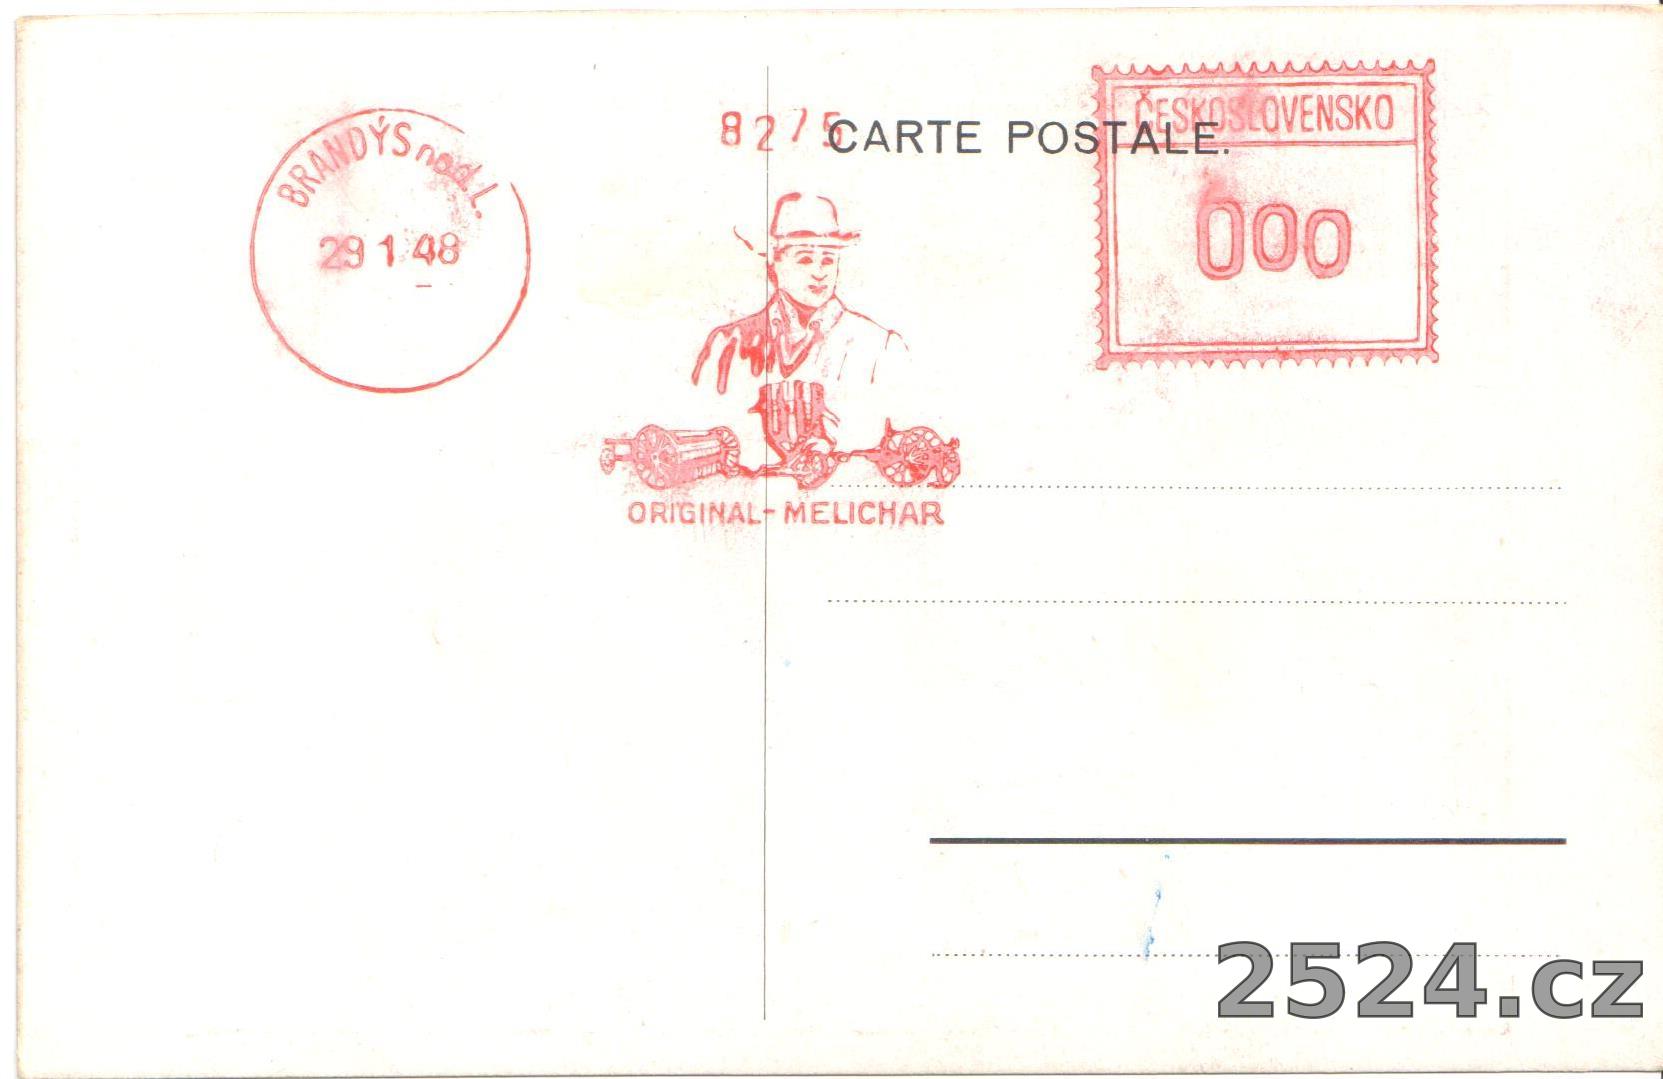 BRANDÝS nad. L.
29 1 48
8275
CARTE POSTALE.
ČESKOSLOVENSKO
000
ORIGINAL-MELICHAR
2524.cz